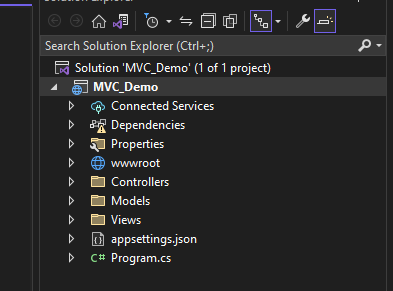 Search Solution Explorer (Ctrl+;)
Solution 'MVC_Demo' (1 of 1 project)
MVC_Demo
Connected Services
Dependencies
Properties
wwwroot
Controllers
Models
Views
appsettings.json
C# Program.cs